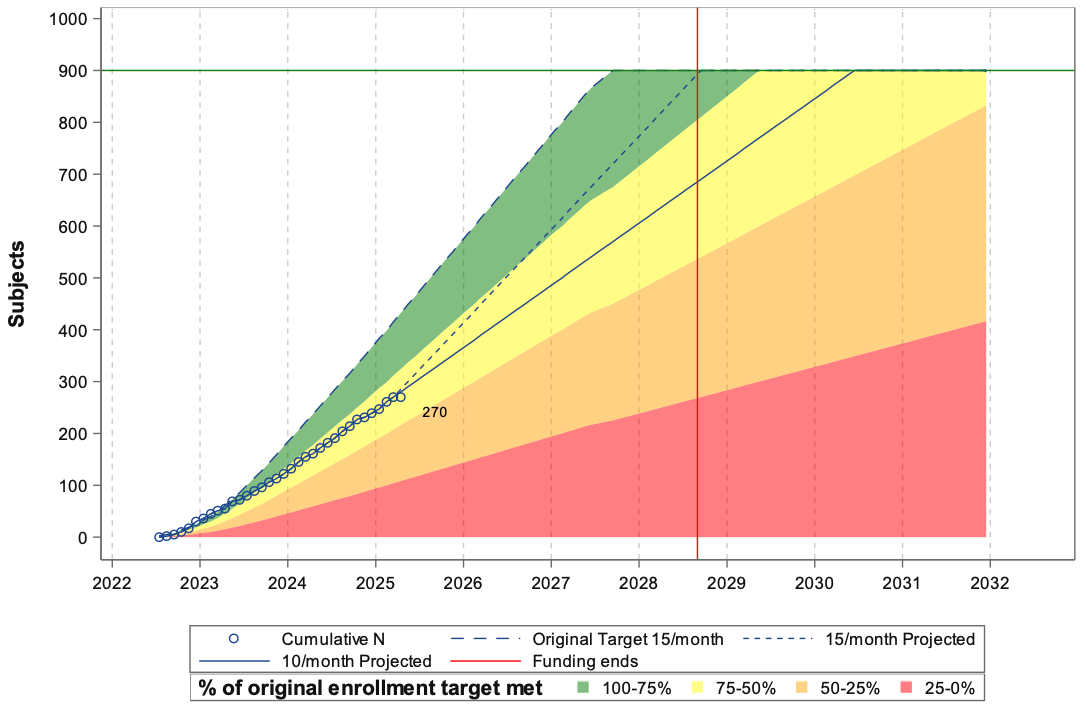 1000
900
800
700
600
500
400
300
200
100
0
Subjects
270
2022 2023 2024 2025 2026 2027 2028 2029 2030 2031 2032
Cumulative N Original Target 15/month 15/month Projected
10/month Projected Funding ends
% of original enrollment target met 100-75% 75-50% 50-25% 25-0%